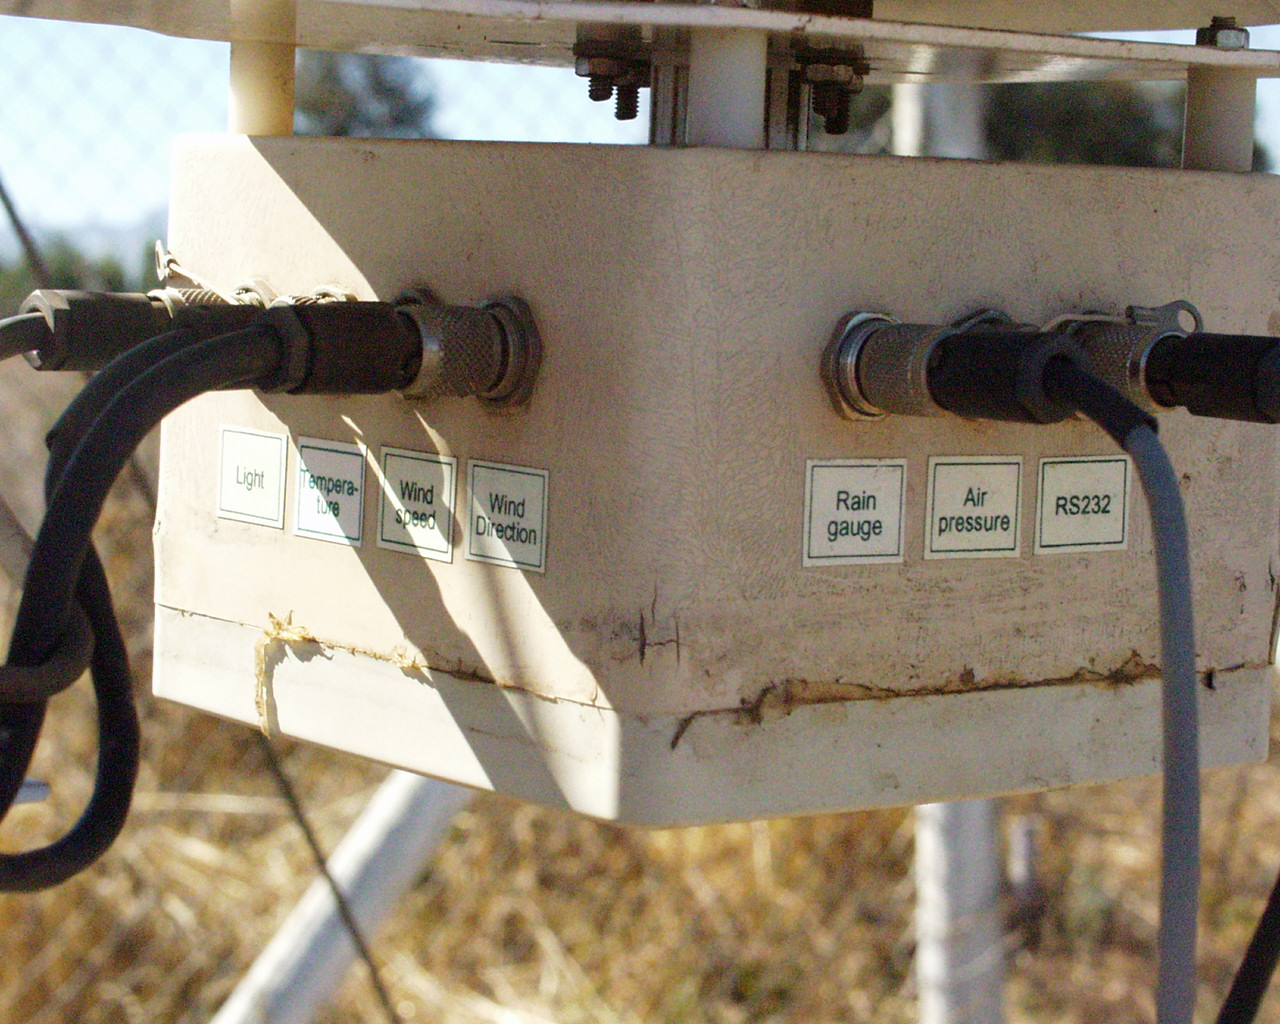 Light
Tempera-
ture
Wind
speed
Wind
Direction
Rain
gauge
Air
pressure
RS232